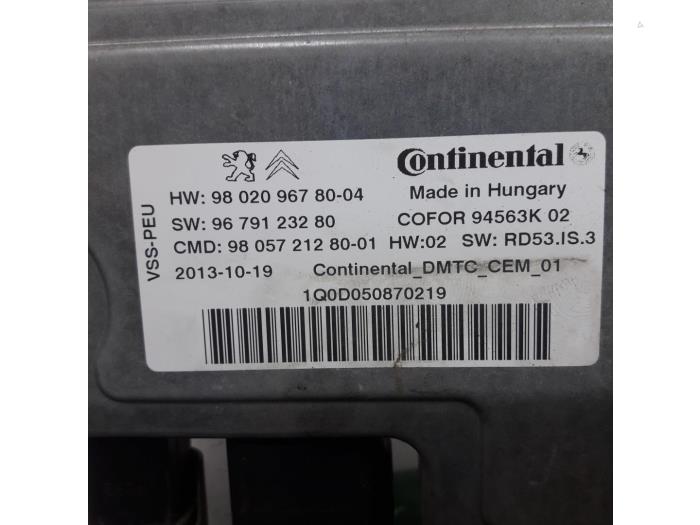 Continental
HW: 98 020 967 80-04 Made in Hungary
SW: 96 791 232 80 COFOR 94563K 02
CMD: 98 057 212 80-01 HW:02 SW: RD53.IS.3
2013-10-19 Continental_DMTC_CEM_01
1Q0D050870219
VSS-PEU